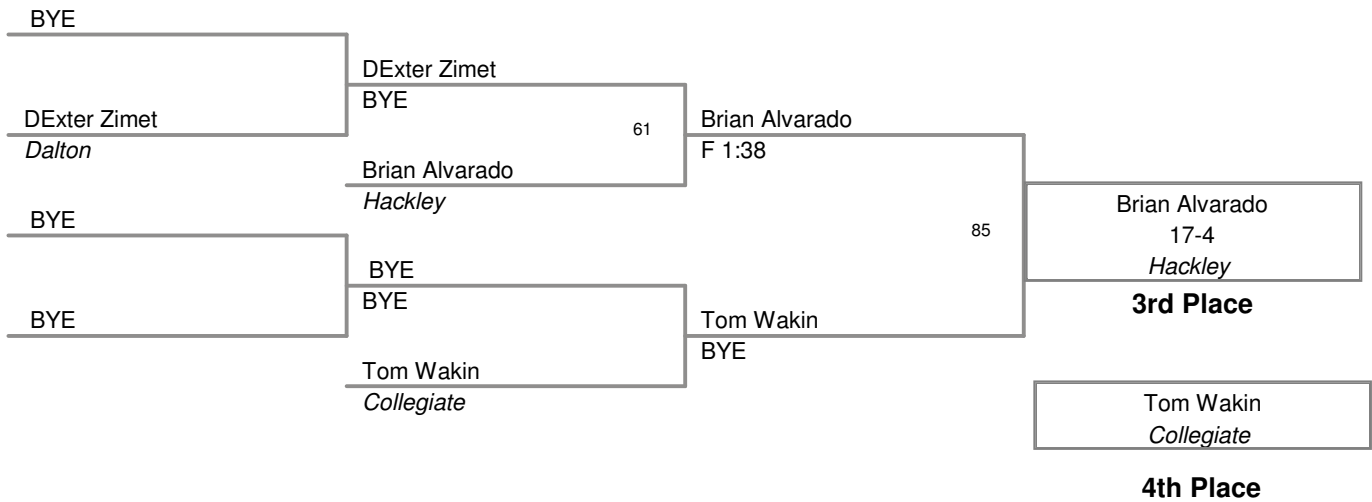 BYE
DExter Zimet
BYE
DExter Zimet
Dalton
61
Brian Alvarado
F 1:38
Brian Alvarado
Hackley
BYE
85
Brian Alvarado
17-4
Hackley
3rd Place
BYE
BYE
BYE
Tom Wakin
BYE
Tom Wakin
Collegiate
Tom Wakin
Collegiate
4th Place